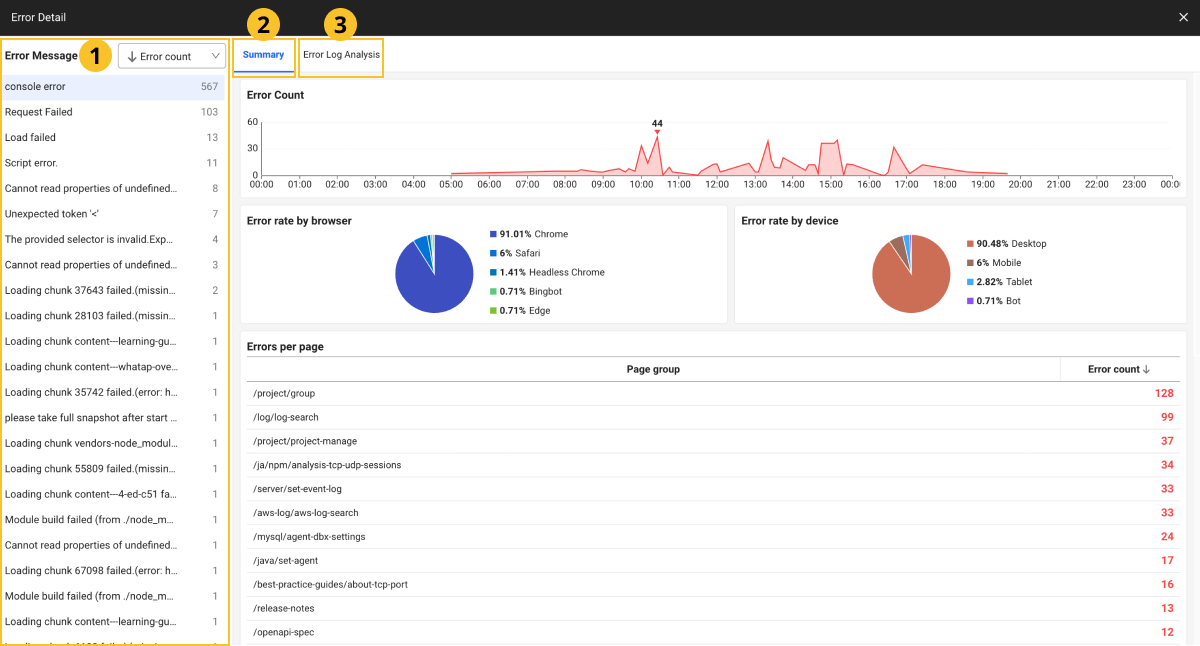 Error Detail
2
3
Error Message
1
Error count
Summary
Error Log Analysis
console error 567
Request Failed 103
Load failed 13
Script error. 11
Cannot read properties of undefined... 8
Unexpected token '<' 7
The provided selector is invalid.Exp... 4
Cannot read properties of undefined... 3
Loading chunk 37643 failed.(missin... 2
Loading chunk 28103 failed.(missin... 1
Loading chunk content---learning-gu... 1
Loading chunk content---whatap-ove... 1
Loading chunk 35742 failed.(error: h... 1
please take full snapshot after start ... 1
Loading chunk vendors-node_modul... 1
Loading chunk 55809 failed.(missin... 1
Loading chunk content---4-ed-c51 fa... 1
Module build failed (from ./node_m... 1
Cannot read properties of undefined... 1
Loading chunk 67098 failed.(error: h... 1
Module build failed (from ./node_m... 1
Loading chunk content---learning-gu... 1
Error Count
44
60
30
0
00:00 01:00 02:00 03:00 04:00 05:00 06:00 07:00 08:00 09:00 10:00 11:00 12:00 13:00 14:00 15:00 16:00 17:00 18:00 19:00 20:00 21:00 22:00 23:00 00:0
Error rate by browser
91.01% Chrome
6% Safari
1.41% Headless Chrome
0.71% Bingbot
0.71% Edge
Error rate by device
90.48% Desktop
6% Mobile
2.82% Tablet
0.71% Bot
Errors per page
Page group Error count
/project/group 128
/log/log-search 99
/project/project-manage 37
/ja/npm/analysis-tcp-udp-sessions 34
/server/set-event-log 33
/aws-log/aws-log-search 33
/mysql/agent-dbx-settings 24
/java/set-agent 17
/best-practice-guides/about-tcp-port 16
/release-notes 13
/openapi-spec 12